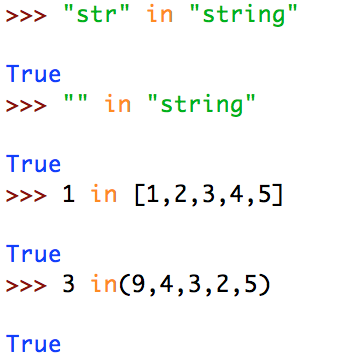 >>> "str" in "string"
True
>>> "" in "string"
True
>>> 1 in [1,2,3,4,5]
True
>>> 3 in(9,4,3,2,5)
True